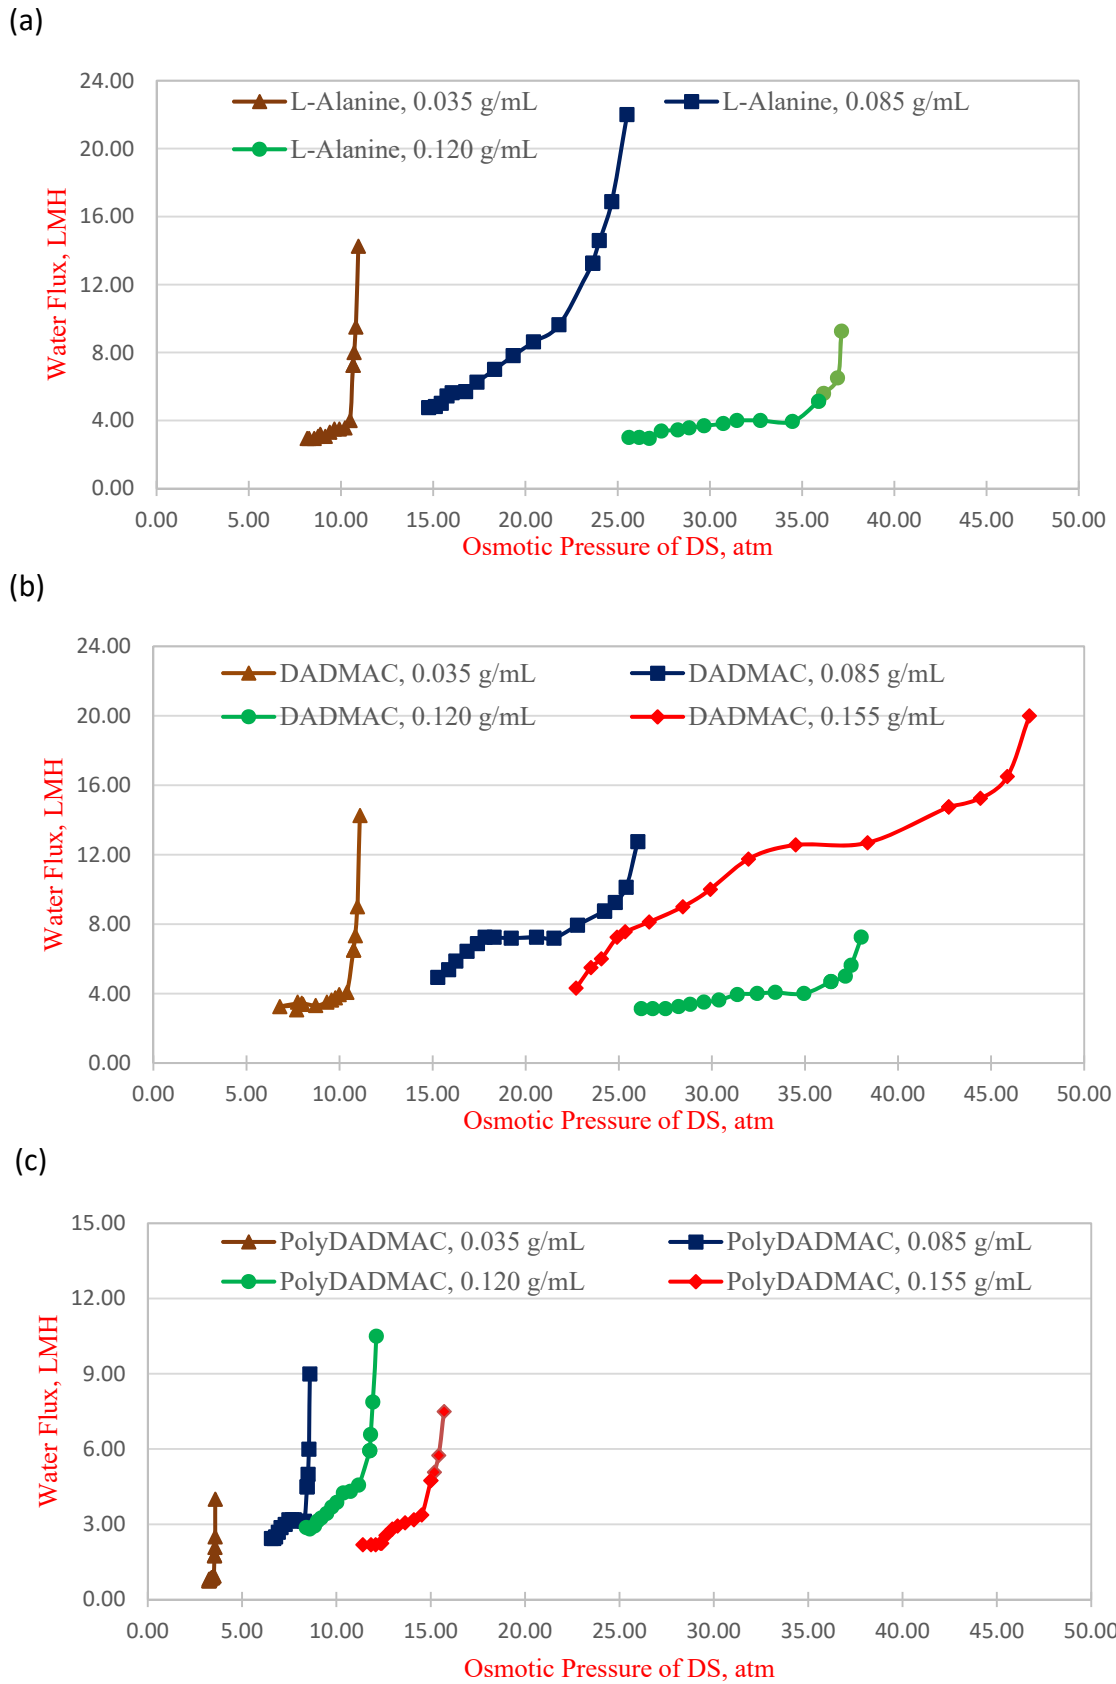 (a)
24.00
L-Alanine, 0.035 g/mL
L-Alanine, 0.085 g/mL
L-Alanine, 0.120 g/mL
20.00
16.00
12.00
8.00
4.00
0.00
Water Flux, LMH
0.00 5.00 10.00 15.00 20.00 25.00 30.00 35.00 40.00 45.00 50.00
Osmotic Pressure of DS, atm
(b)
24.00
DADMAC, 0.035 g/mL
DADMAC, 0.085 g/mL
DADMAC, 0.120 g/mL
DADMAC, 0.155 g/mL
20.00
16.00
12.00
8.00
4.00
0.00
Water Flux, LMH
0.00 5.00 10.00 15.00 20.00 25.00 30.00 35.00 40.00 45.00 50.00
Osmotic Pressure of DS, atm
(c)
15.00
PolyDADMAC, 0.035 g/mL
PolyDADMAC, 0.085 g/mL
PolyDADMAC, 0.120 g/mL
PolyDADMAC, 0.155 g/mL
12.00
9.00
6.00
3.00
0.00
Water Flux, LMH
0.00 5.00 10.00 15.00 20.00 25.00 30.00 35.00 40.00 45.00 50.00
Osmotic Pressure of DS, atm